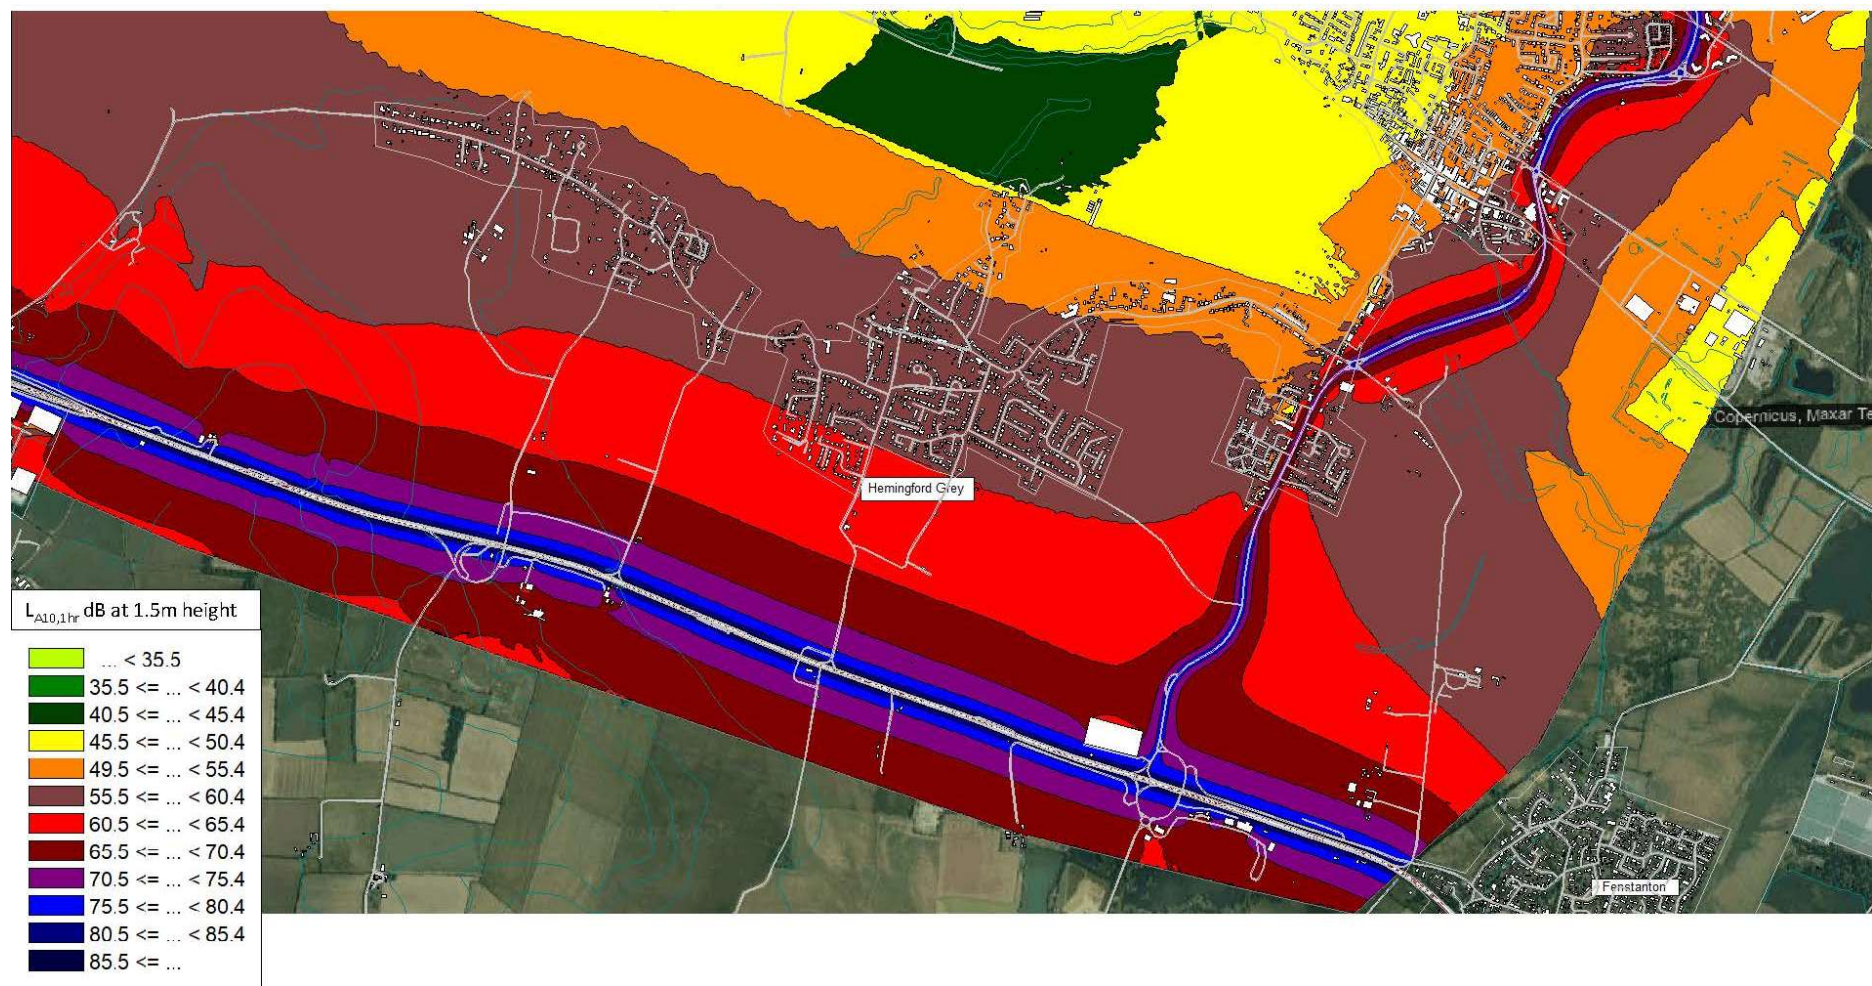 Copernicus, Maxar Te
Hemingford Grey
LA10,1hr dB at 1.5m height
... < 35.5
35.5 <= ... < 40.4
40.5 <= ... < 45.4
45.5 <= ... < 50.4
49.5 <= ... < 55.4
55.5 <= ... < 60.4
60.5 <= ... < 65.4
65.5 <= ... < 70.4
70.5 <= ... < 75.4
75.5 <= ... < 80.4
80.5 <= ... < 85.4
85.5 <= ...
Fenstanton